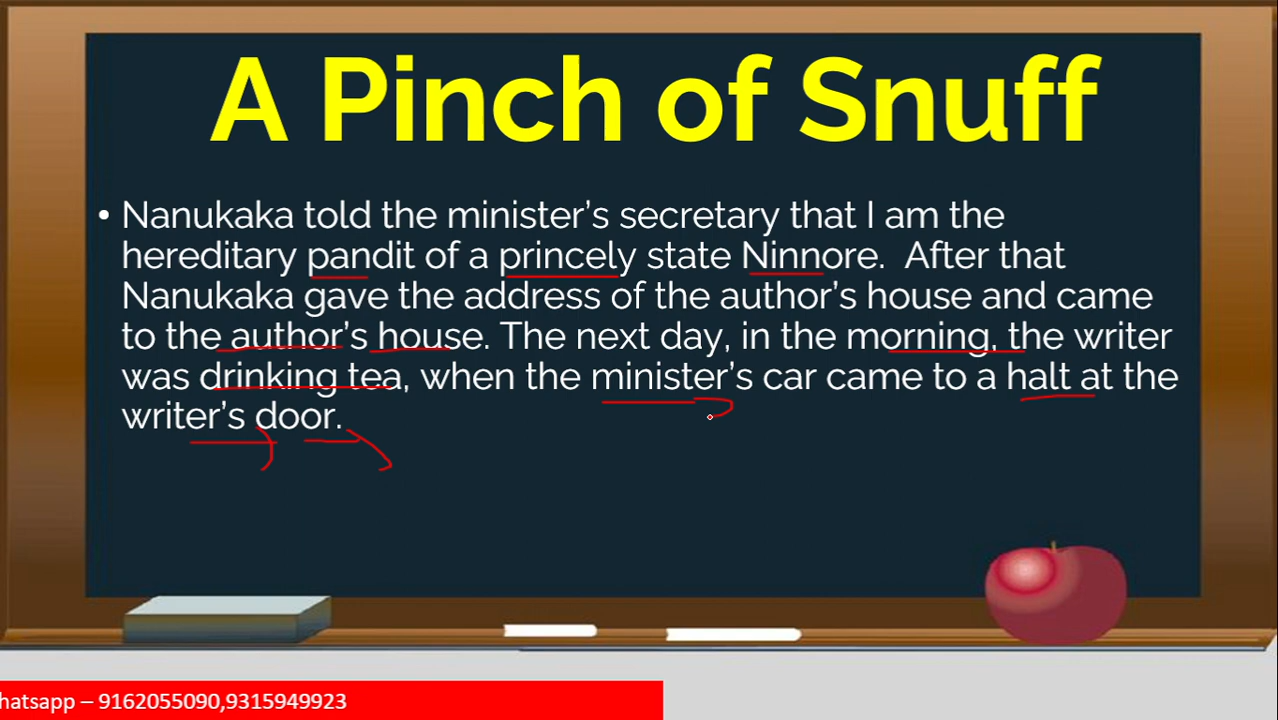 A Pinch of Snuff
• Nanukaka told the minister's secretary that I am the
hereditary pandit of a princely state Ninnore. After that
Nanukaka gave the address of the author's house and came
to the author's house. The next day, in the morning, the writer
was drinking tea, when the minister's car came to a halt at the
writer's door.
hatsapp – 9162055090,9315949923